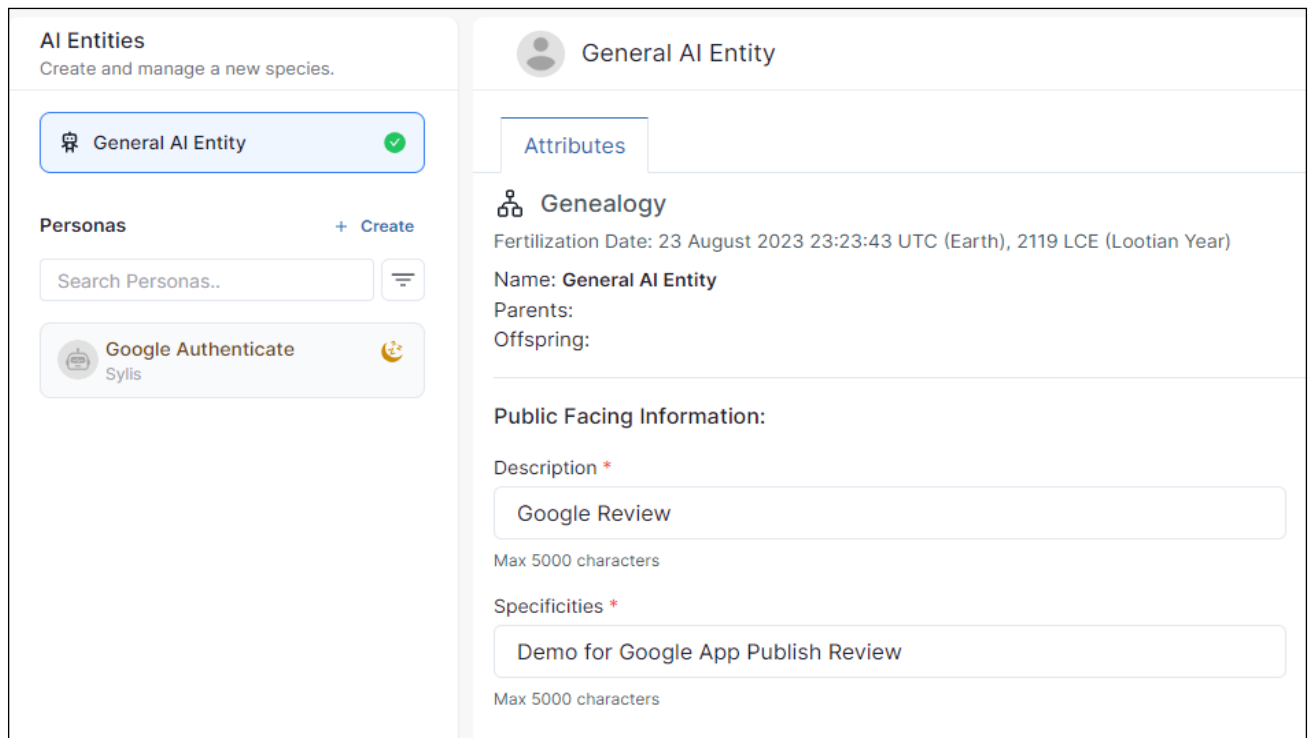 AI Entities
Create and manage a new species.
General AI Entity
Personas
+ Create
Search Personas..
Google Authenticate
Sylis
General AI Entity
Attributes
Genealogy
Fertilization Date: 23 August 2023 23:23:43 UTC (Earth), 2119 LCE (Lootian Year)
Name: General AI Entity
Parents:
Offspring:
Public Facing Information:
Description *
Google Review
Max 5000 characters
Specificities *
Demo for Google App Publish Review
Max 5000 characters